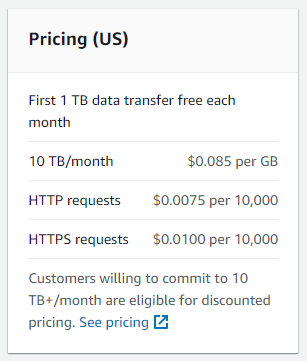 Pricing (US)
First 1 TB data transfer free each
month
10 TB/month $0.085 per GB
HTTP requests $0.0075 per 10,000
HTTPS requests $0.0100 per 10,000
Customers willing to commit to 10
TB+/month are eligible for discounted
pricing. See pricing